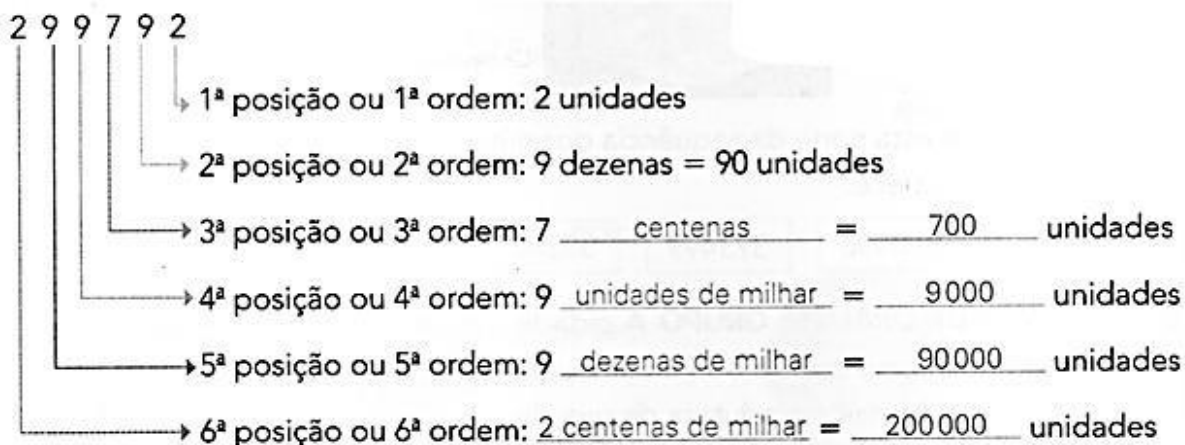 2 9 9 7 9 2
1ª posição ou 1ª ordem: 2 unidades
2ª posição ou 2ª ordem: 9 dezenas = 90 unidades
3ª posição ou 3ª ordem: 7 centenas = 700 unidades
4ª posição ou 4ª ordem: 9 unidades de milhar = 9000 unidades
5ª posição ou 5ª ordem: 9 dezenas de milhar = 90000 unidades
6ª posição ou 6ª ordem: 2 centenas de milhar = 200000 unidades